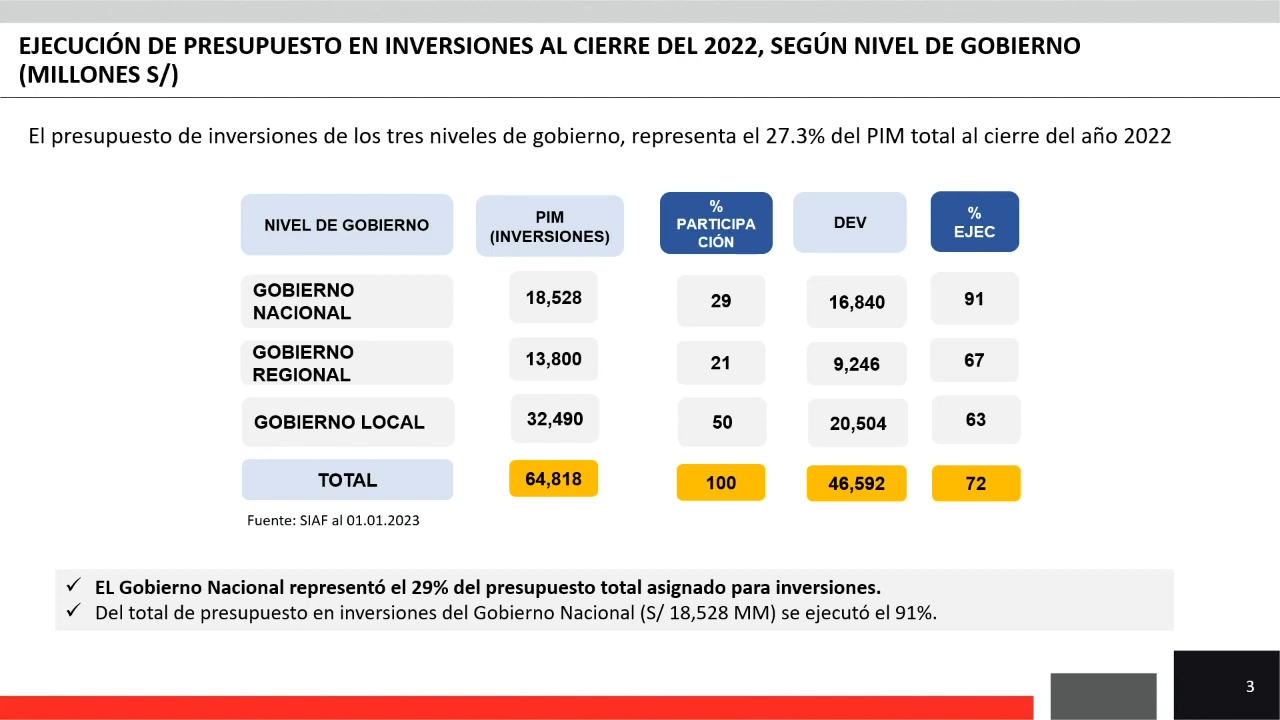 EJECUCIÓN DE PRESUPUESTO EN INVERSIONES AL CIERRE DEL 2022, SEGÚN NIVEL DE GOBIERNO
(MILLONES S/)
El presupuesto de inversiones de los tres niveles de gobierno, representa el 27.3% del PIM total al cierre del año 2022
NIVEL DE GOBIERNO
PIM
(INVERSIONES)
%
PARTICIPA
CIÓN
DEV
%
EJEC
GOBIERNO
NACIONAL
18,528
29
16,840
91
GOBIERNO
REGIONAL
13,800
21
9,246
67
GOBIERNO LOCAL
32,490
50
20,504
63
TOTAL
64,818
100
46,592
72
Fuente: SIAF al 01.01.2023
✓ EL Gobierno Nacional representó el 29% del presupuesto total asignado para inversiones.
✓ Del total de presupuesto en inversiones del Gobierno Nacional (S/ 18,528 MM) se ejecutó el 91%.
3